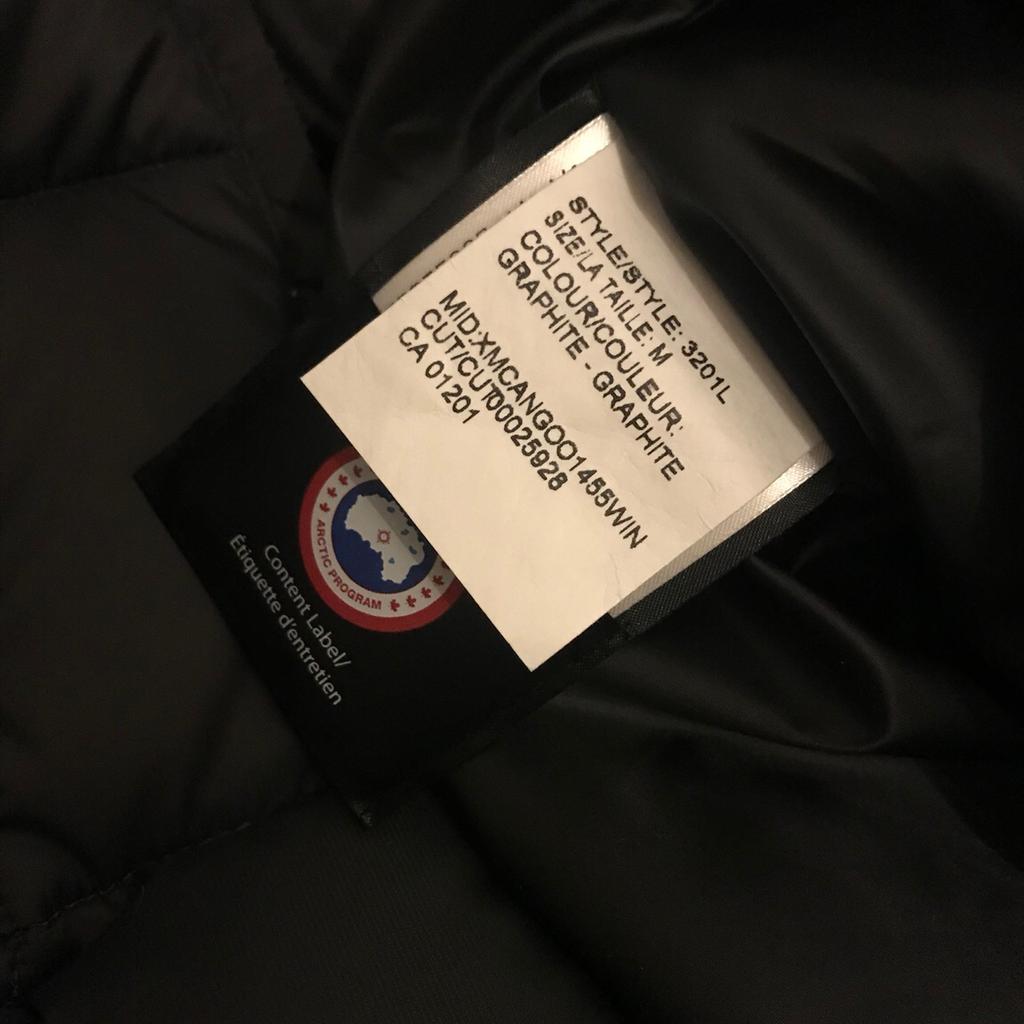 STYLE/STYLE: 3201L
SIZE/LA TAILLE: M
COLOUR/COULEUR:
GRAPHITE - GRAPHITE
MID:XMCANGOO1455WIN
CUT/CUT00025928
CA 01201
ARCTIC PROGRAM
Content Label/
Étiquette d'entretien